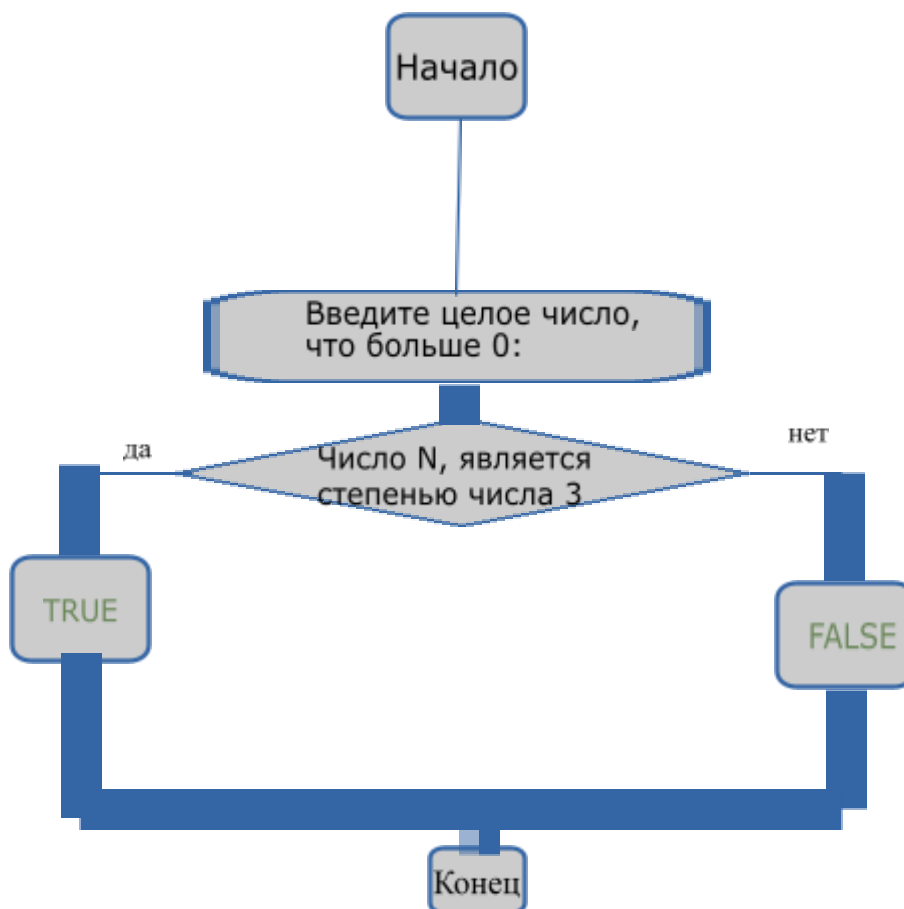 Начало
Введите целое число,
что больше 0:
да
нет
Число N, является
степенью числа 3
TRUE
FALSE
Конец